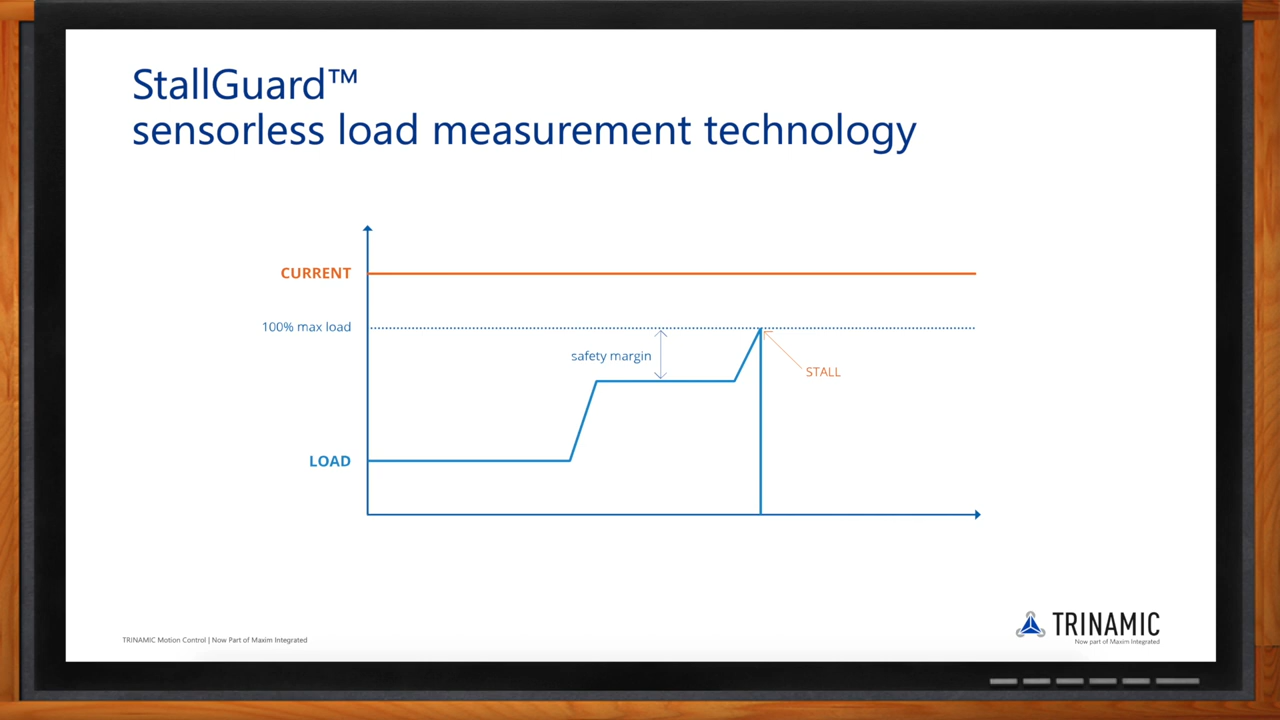 StallGuard™
sensorless load measurement technology
CURRENT
100% max load
safety margin
STALL
LOAD
TRINAMIC
Now part of Maxim Integrated
TRINAMIC Motion Control | Now Part of Maxim Integrated